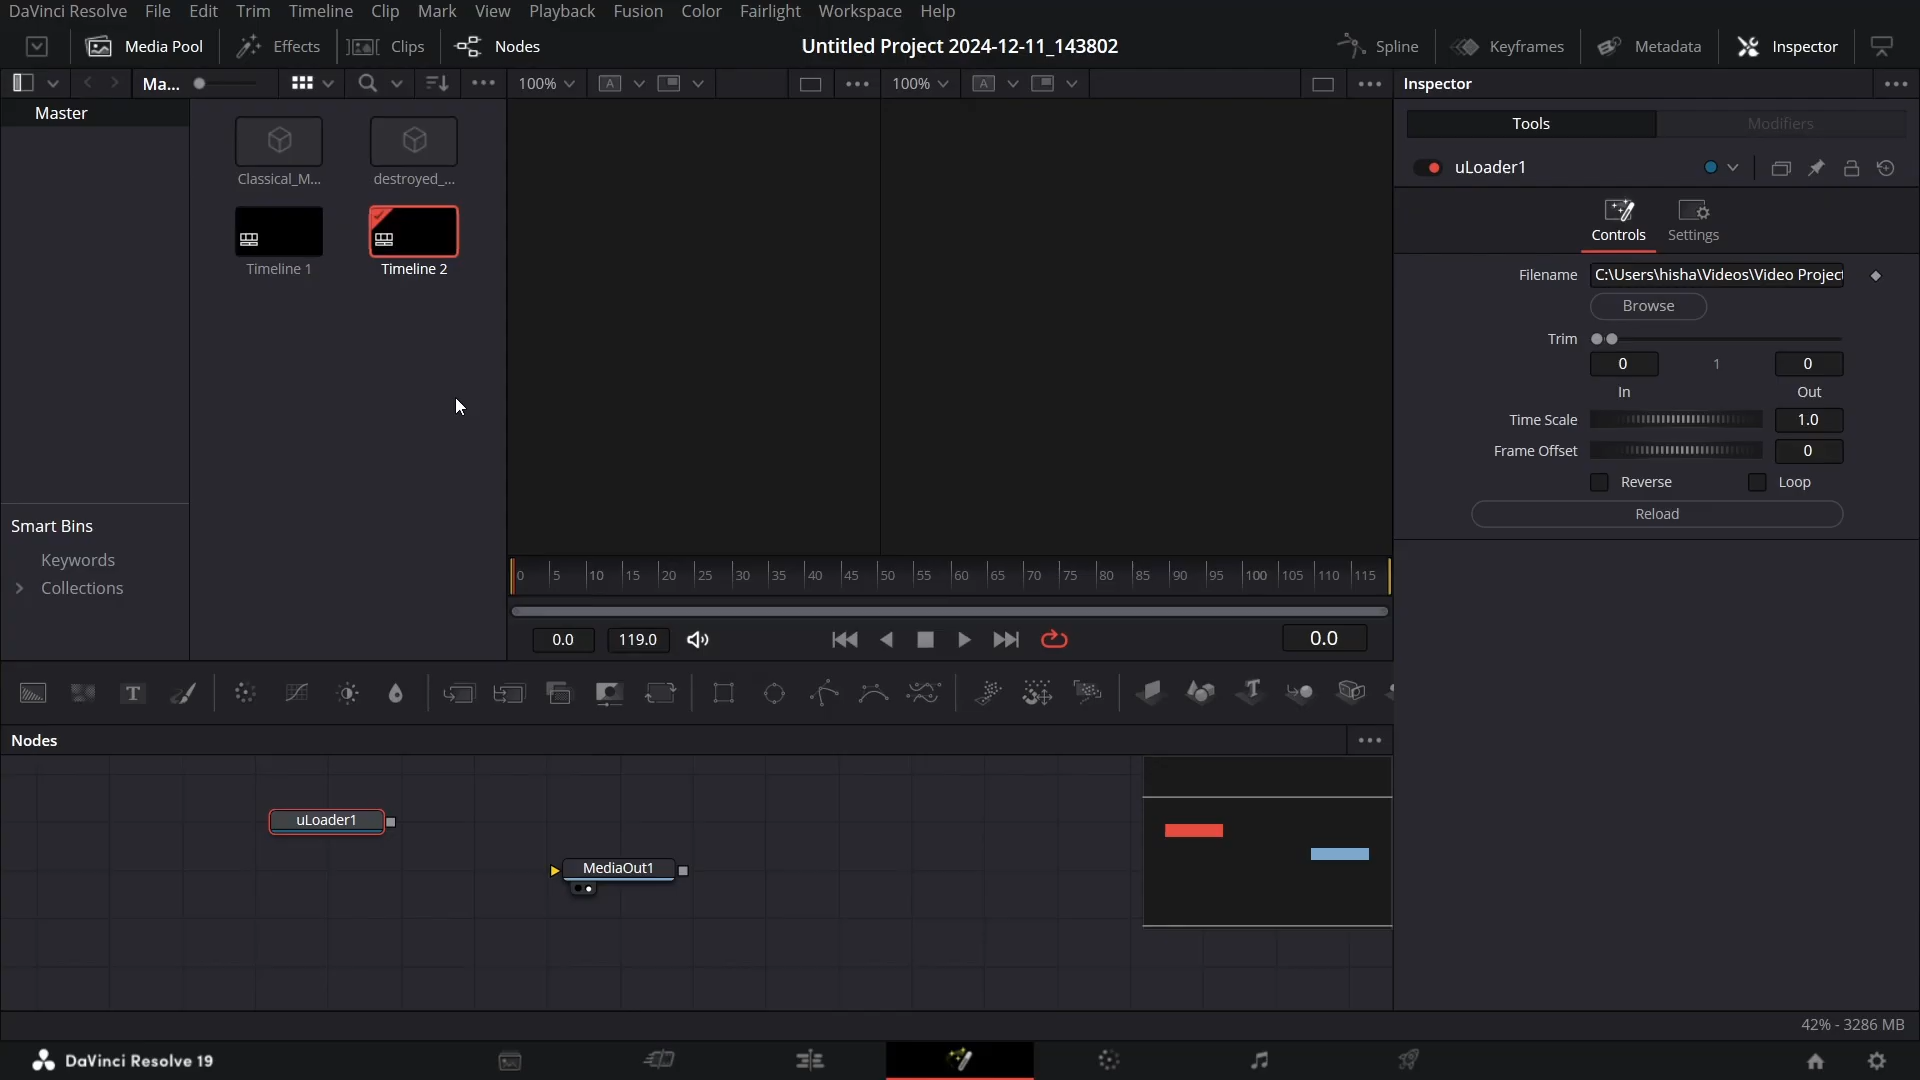 DaVinci Resolve File Edit Trim Timeline Clip Mark View Playback Fusion Color Fairlight Workspace Help
Media Pool Effects Clips Nodes Untitled Project 2024-12-11_143802 Spline Keyframes Metadata Inspector
Ma... 100% A 100% A Inspector
Master
Tools Modifiers
Classical_M... destroyed_...
uLoader1
Controls Settings
Timeline 1 Timeline 2
Filename C:\Users\hisha\Videos\Video Project
Browse
Trim
0 1 0
In Out
Time Scale 1.0
Frame Offset 0
Reverse Loop
Reload
Smart Bins
Keywords
Collections
0 5 10 15 20 25 30 35 40 45 50 55 60 65 70 75 80 85 90 95 100 105 110 115
0.0 119.0 0.0
T T
Nodes
uLoader1
MediaOut1
42% - 3286 MB
DaVinci Resolve 19